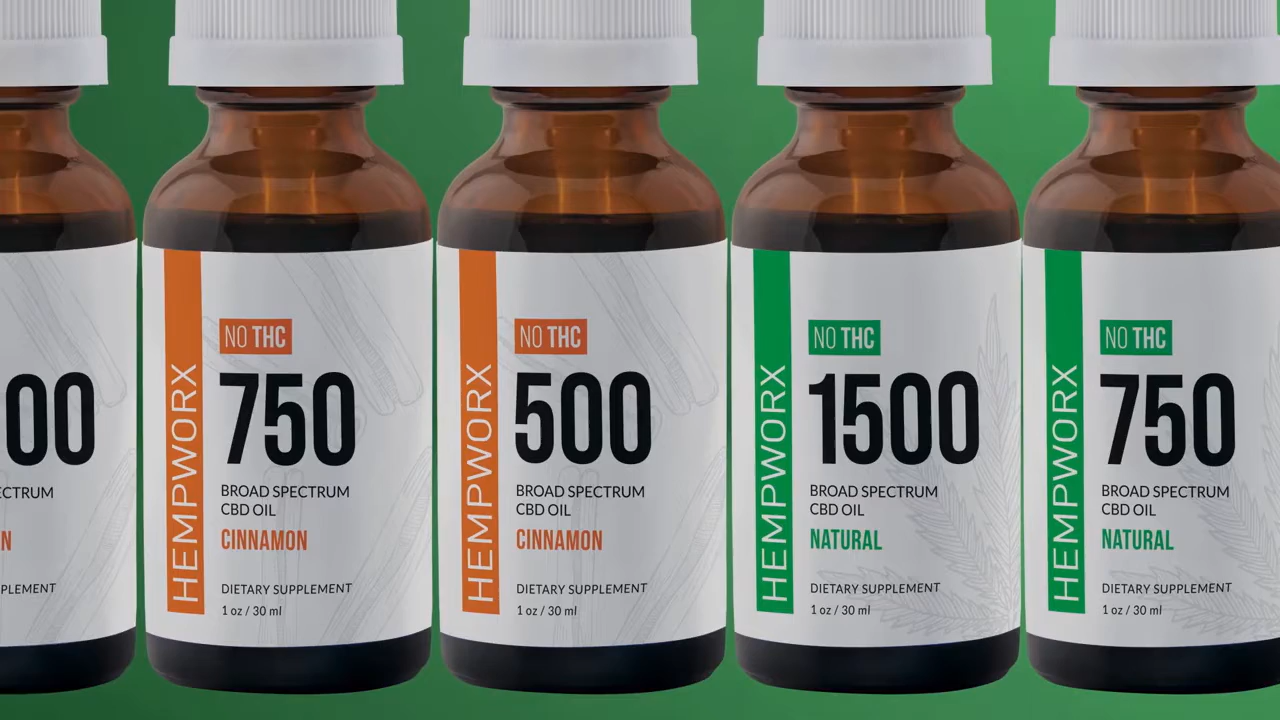 00
ECTRUM
N
PLEMENT
HEMPWORX
NO THC
750
BROAD SPECTRUM
CBD OIL
CINNAMON
DIETARY SUPPLEMENT
1 oz / 30 ml
HEMPWORX
NO THC
500
BROAD SPECTRUM
CBD OIL
CINNAMON
DIETARY SUPPLEMENT
1 oz / 30 ml
HEMPWORX
NO THC
1500
BROAD SPECTRUM
CBD OIL
NATURAL
DIETARY SUPPLEMENT
1 oz / 30 ml
HEMPWORX
NO THC
750
BROAD SPECTRUM
CBD OIL
NATURAL
DIETARY SUPPLEMENT
1 oz / 30 ml